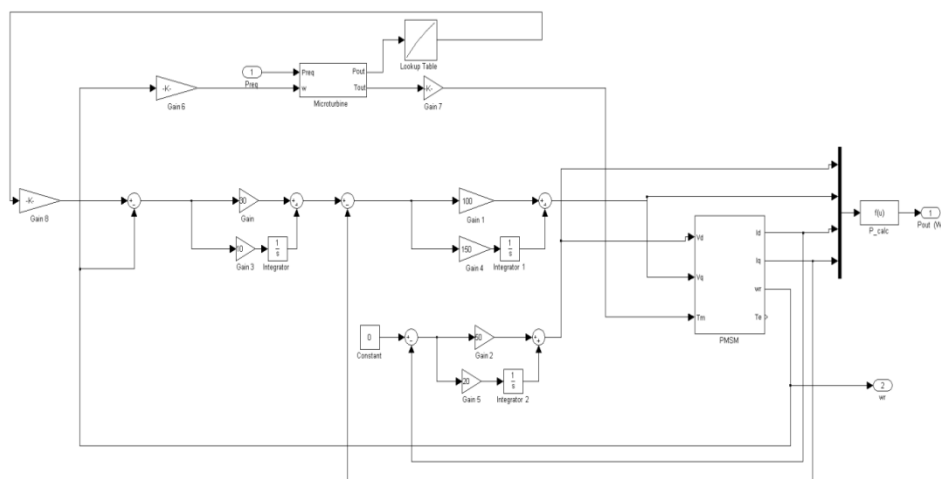 Lookup Table
1
Preq
Preq
w
Pout
Tout
Microturbine
-K-
Gain 6
-K-
Gain 7
-K-
Gain 8
30
Gain
10
Gain 3
1
s
Integrator
100
Gain 1
150
Gain 4
1
s
Integrator 1
0
Constant
50
Gain 2
20
Gain 5
1
s
Integrator 2
Vd
Vq
Tm
Id
Iq
wr
Te
PMSM
f(u)
P_calc
1
Pout (W
2
wr